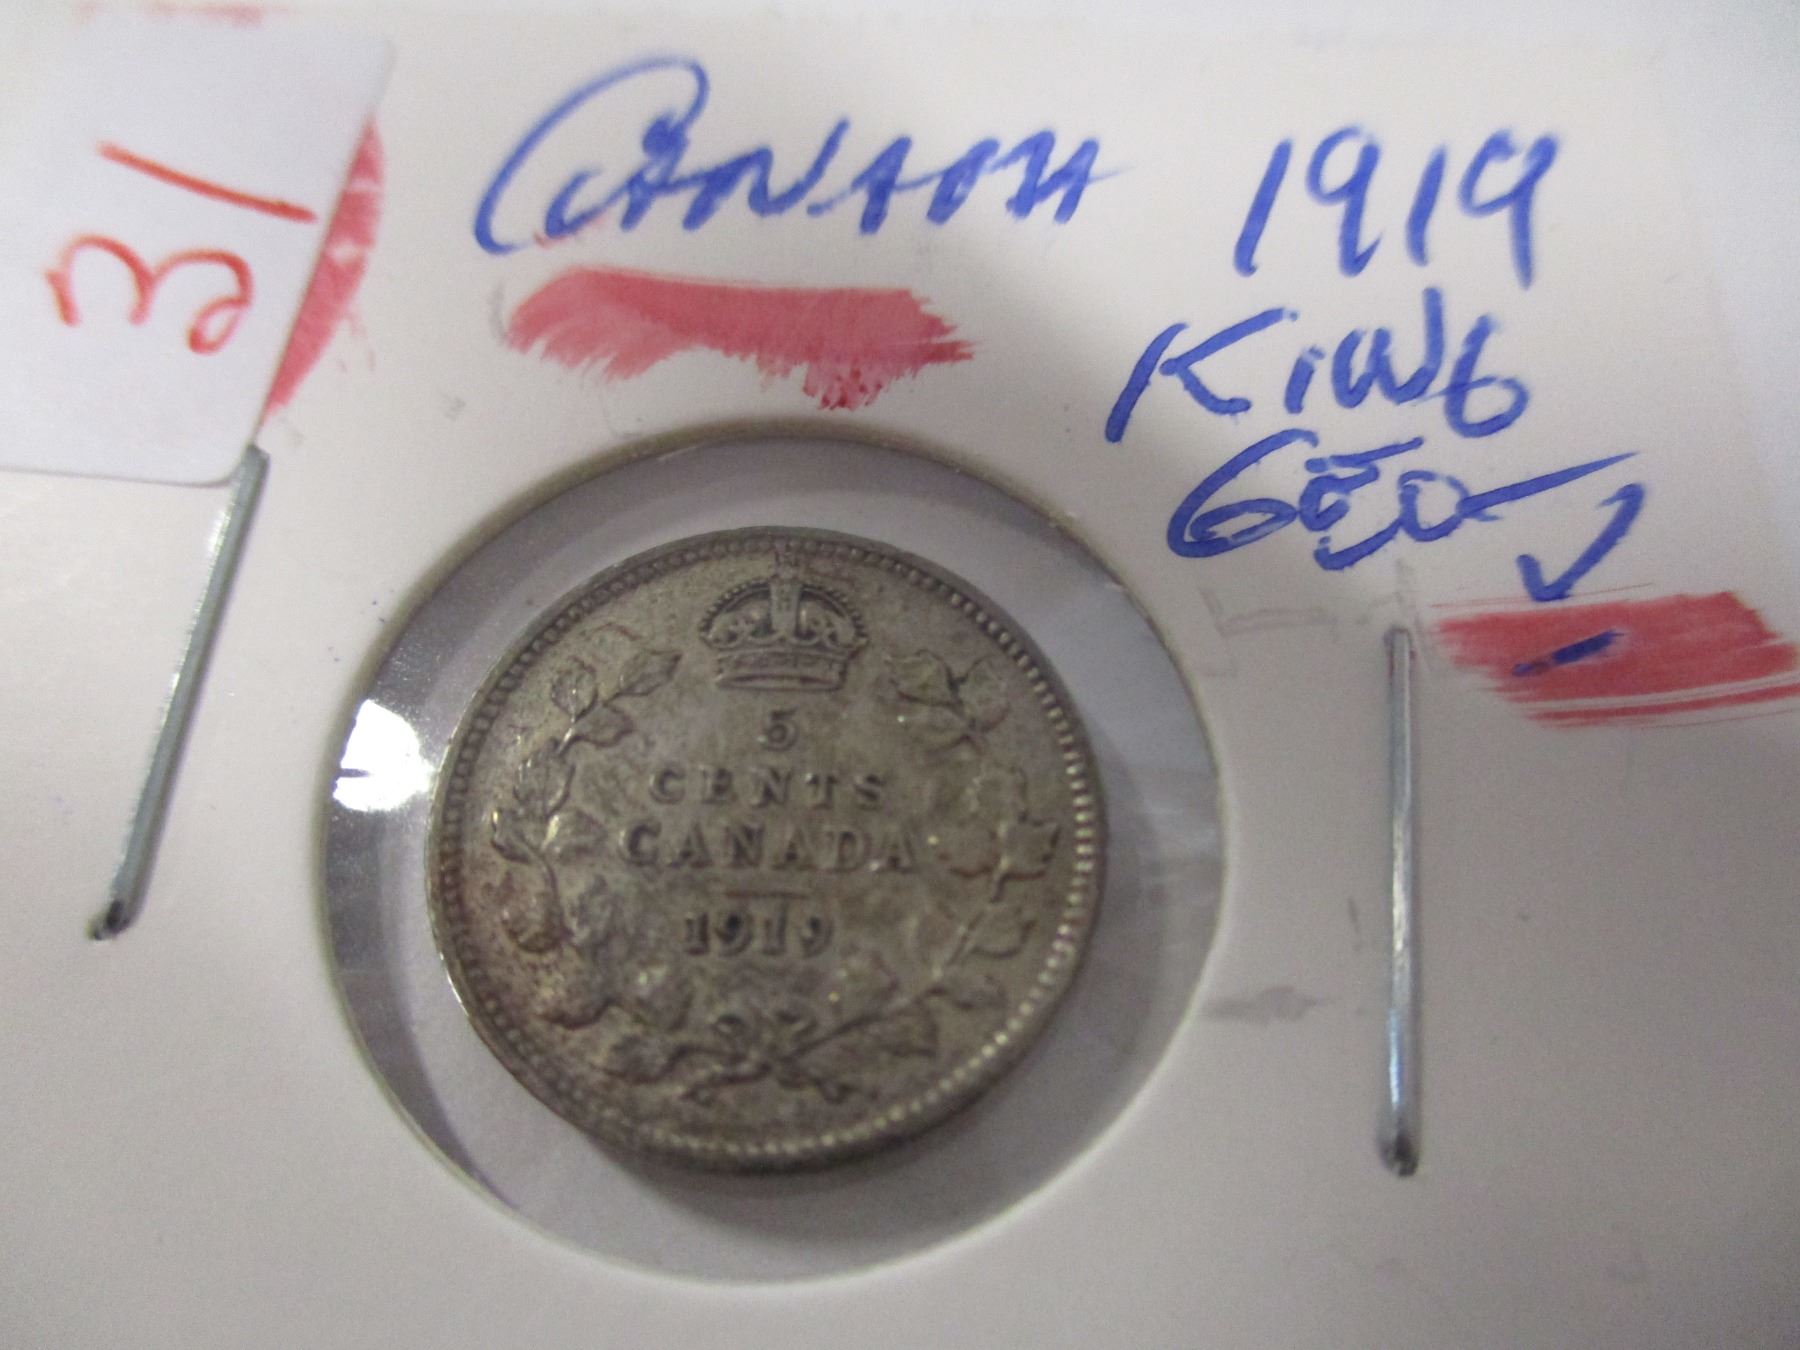 31
CANADA 1919
KING
GEO V
5
CENTS
CANADA
1919